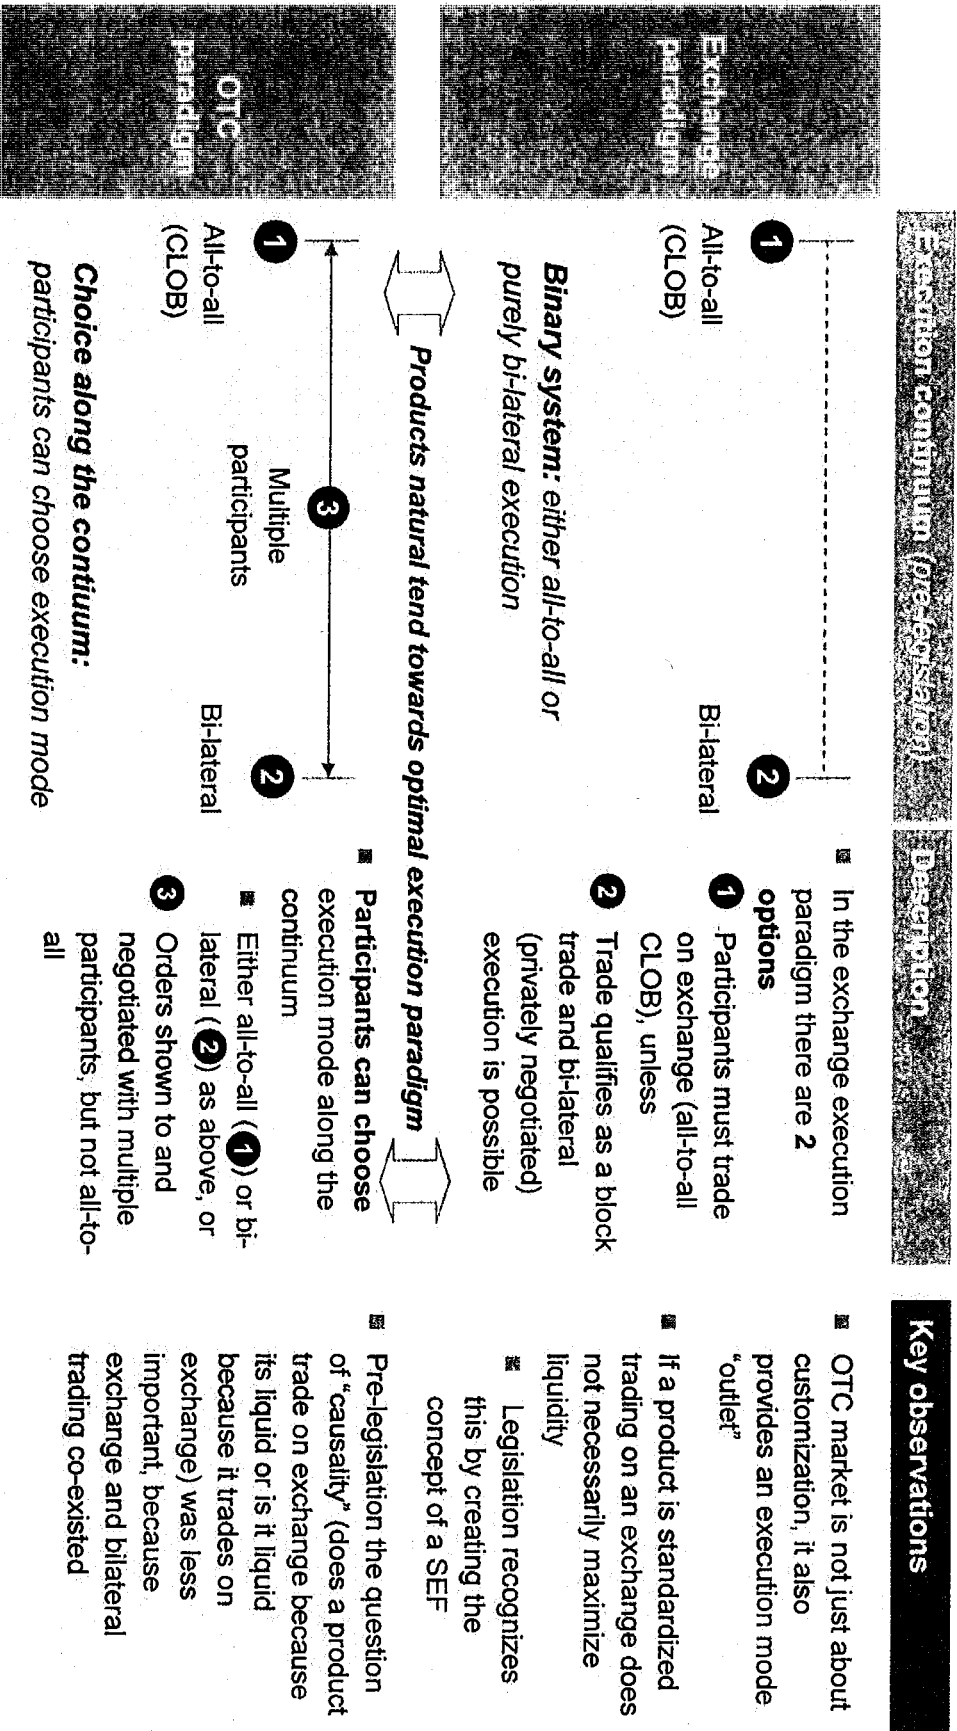 Execution continuum (pre-legislation)
Description
Key observations
Exchange
paradigm
1
2
All-to-all
(CLOB)
Bi-lateral
Binary system: either all-to-all or
purely bi-lateral execution
In the exchange execution
paradigm there are 2
options
1 Participants must trade
on exchange (all-to-all
CLOB), unless
2 Trade qualifies as a block
trade and bi-lateral
(privately negotiated)
execution is possible
Products natural tend towards optimal execution paradigm
OTC
paradigm
1
3
2
All-to-all
(CLOB)
Multiple
participants
Bi-lateral
Choice along the contiuum:
participants can choose execution mode
Participants can choose
execution mode along the
continuum
Either all-to-all (1) or bi-
lateral (2) as above, or
3 Orders shown to and
negotiated with multiple
participants, but not all-to-
all
OTC market is not just about
customization, it also
provides an execution mode
“outlet”
If a product is standardized
trading on an exchange does
not necessarily maximize
liquidity
Legislation recognizes
this by creating the
concept of a SEF
Pre-legislation the question
of “causality” (does a product
trade on exchange because
its liquid or is it liquid
because it trades on
exchange) was less
important, because
exchange and bilateral
trading co-existed